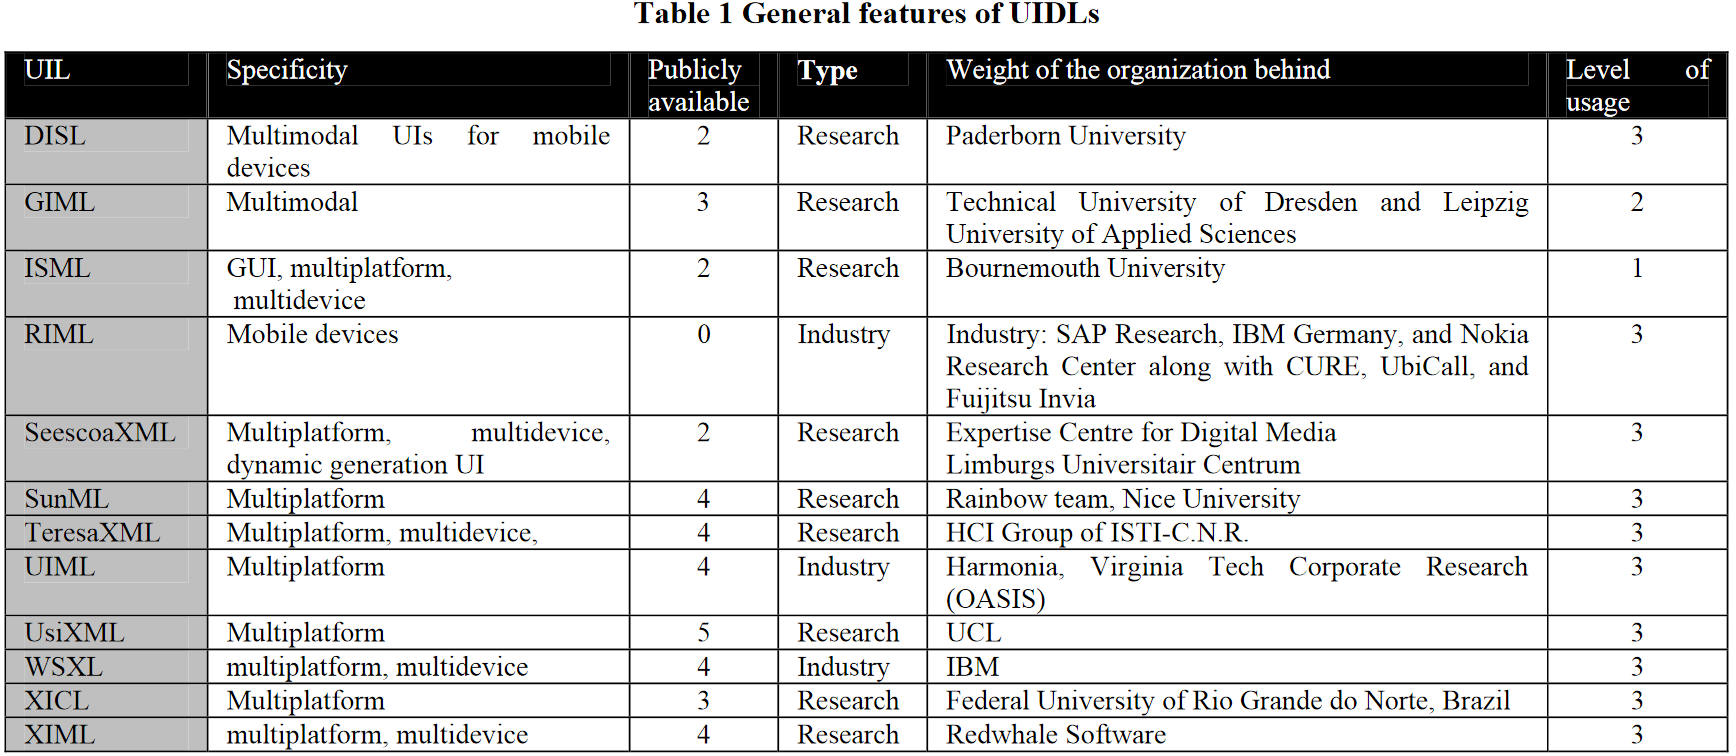 Table 1 General features of UIDLs
UIL Specificity Publicly available Type Weight of the organization behind Level of usage
DISL Multimodal UIs for mobile devices 2 Research Paderborn University 3
GIML Multimodal 3 Research Technical University of Dresden and Leipzig University of Applied Sciences 2
ISML GUI, multiplatform, multidevice 2 Research Bournemouth University 1
RIML Mobile devices 0 Industry Industry: SAP Research, IBM Germany, and Nokia Research Center along with CURE, UbiCall, and Fuijitsu Invia 3
SeescoaXML Multiplatform, multidevice, dynamic generation UI 2 Research Expertise Centre for Digital Media Limburgs Universitair Centrum 3
SunML Multiplatform 4 Research Rainbow team, Nice University 3
TeresaXML Multiplatform, multidevice, 4 Research HCI Group of ISTI-C.N.R. 3
UIML Multiplatform 4 Industry Harmonia, Virginia Tech Corporate Research (OASIS) 3
UsiXML Multiplatform 5 Research UCL 3
WSXL multiplatform, multidevice 4 Industry IBM 3
XICL Multiplatform 3 Research Federal University of Rio Grande do Norte, Brazil 3
XIML multiplatform, multidevice 4 Research Redwhale Software 3